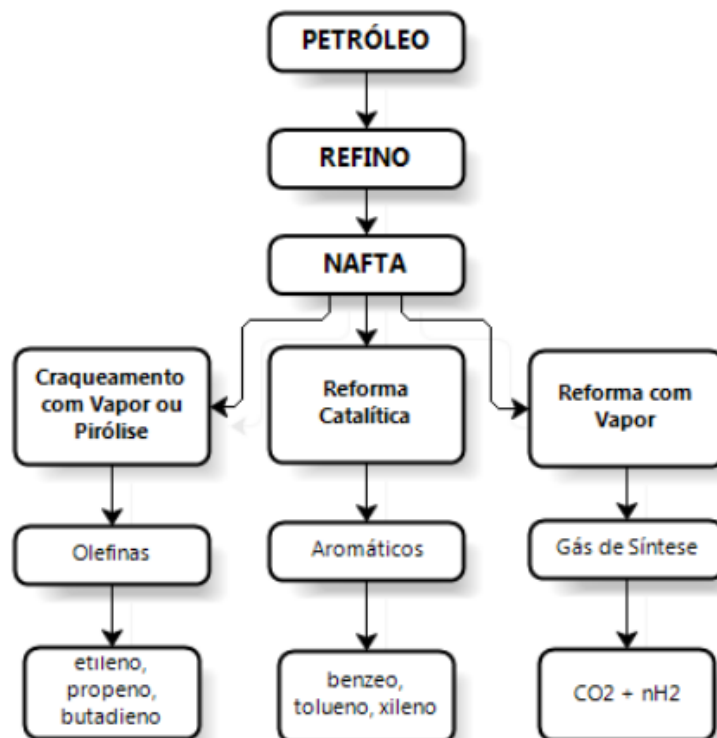 PETRÓLEO
REFINO
NAFTA
Craqueamento
com Vapor ou
Pirólise
Reforma
Catalítica
Reforma com
Vapor
Olefinas
Aromáticos
Gás de Síntese
etileno,
propeno,
butadieno
benzeo,
tolueno, xileno
CO2 + nH2